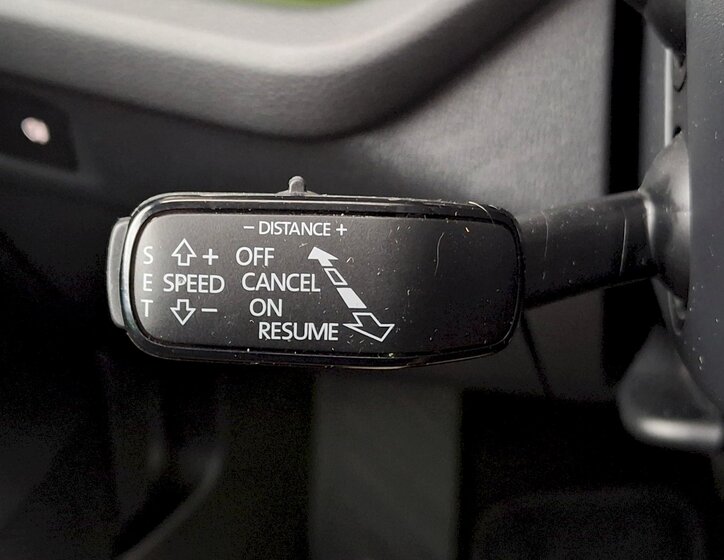 − DISTANCE +
S + OFF
E SPEED CANCEL
T − ON
RESUME